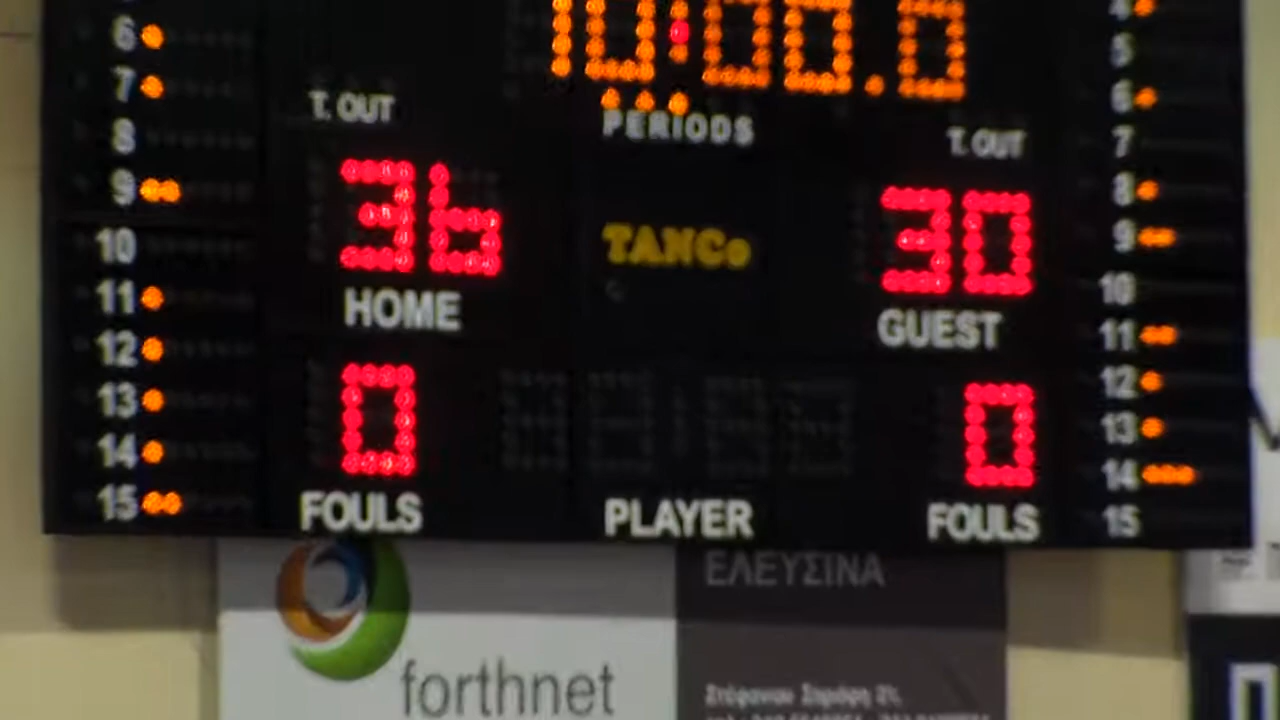 10:00.0
T. OUT
PERIODS
T. OUT
36
TANCo
30
HOME
GUEST
0
0
FOULS
PLAYER
FOULS
6
7
8
9
10
11
12
13
14
15
4
5
6
7
8
9
10
11
12
13
14
15
ΕΛΕΥΣΙΝΑ
forthnet